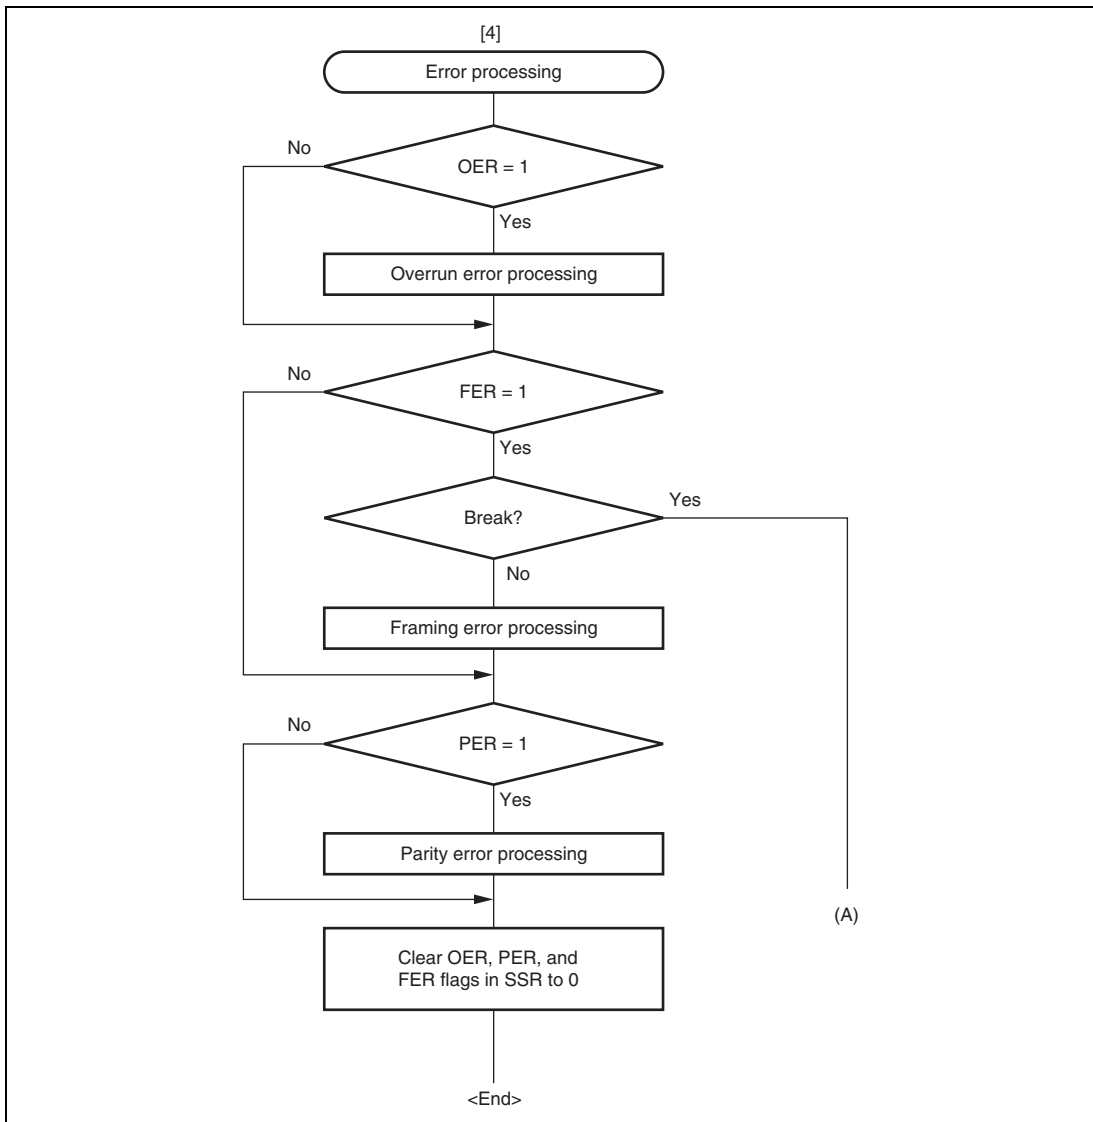 [4]
Error processing
No
OER = 1
Yes
Overrun error processing
No
FER = 1
Yes
Break?
Yes
No
Framing error processing
No
PER = 1
Yes
Parity error processing
(A)
Clear OER, PER, and
FER flags in SSR to 0
<End>